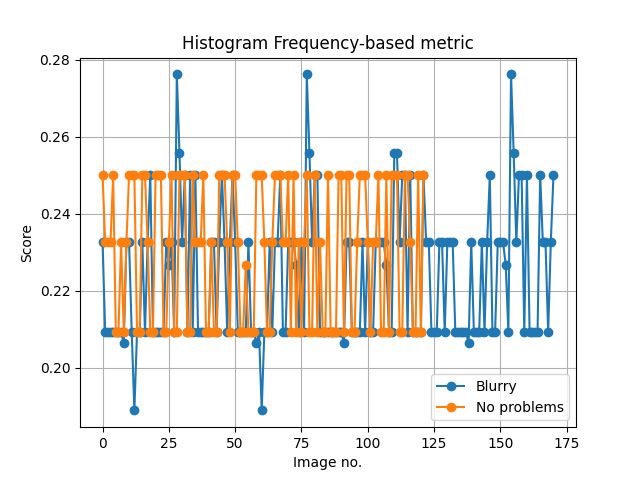 Histogram Frequency-based metric
0.28
0.26
0.24
0.22
0.20
Score
0 25 50 75 100 125 150 175
Image no.
Blurry
No problems